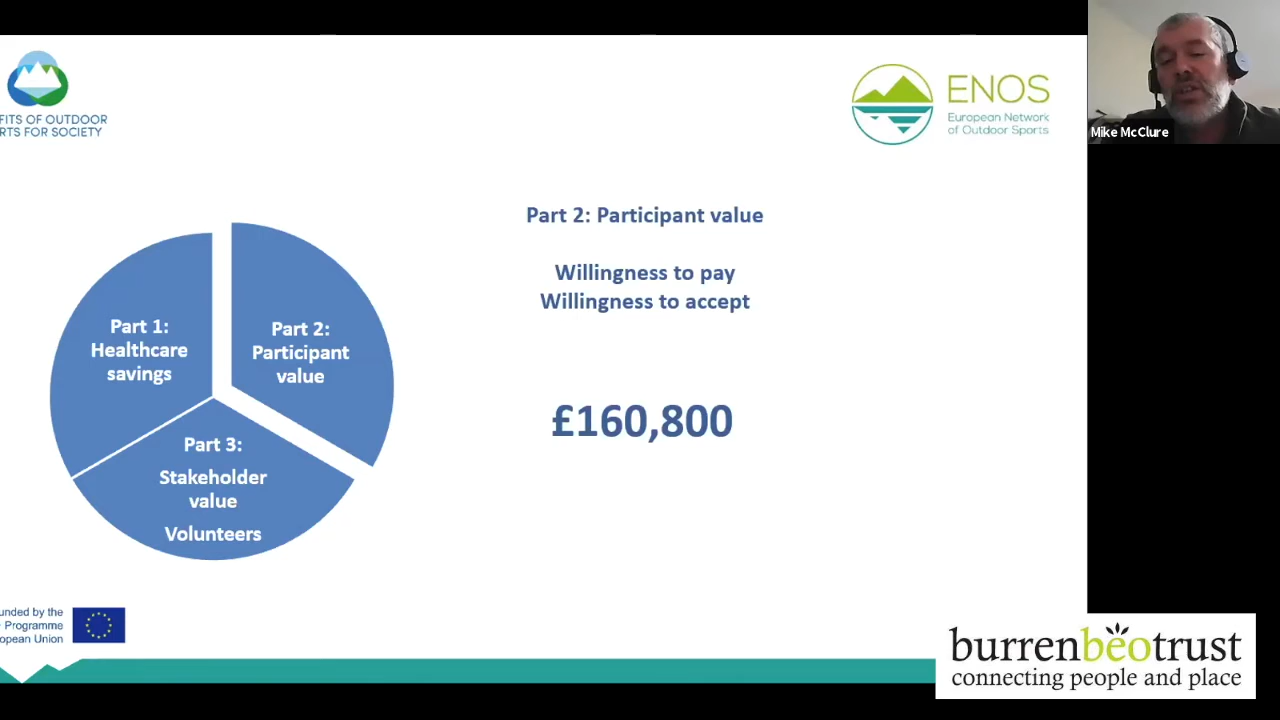 FITS OF OUTDOOR
RTS FOR SOCIETY
ENOS
European Network
of Outdoor Sports
Mike McClure
Part 2: Participant value
Willingness to pay
Willingness to accept
£160,800
Part 1:
Healthcare
savings
Part 2:
Participant
value
Part 3:
Stakeholder
value
Volunteers
unded by the
+ Programme
opean Union
burrenbeotrust
connecting people and place